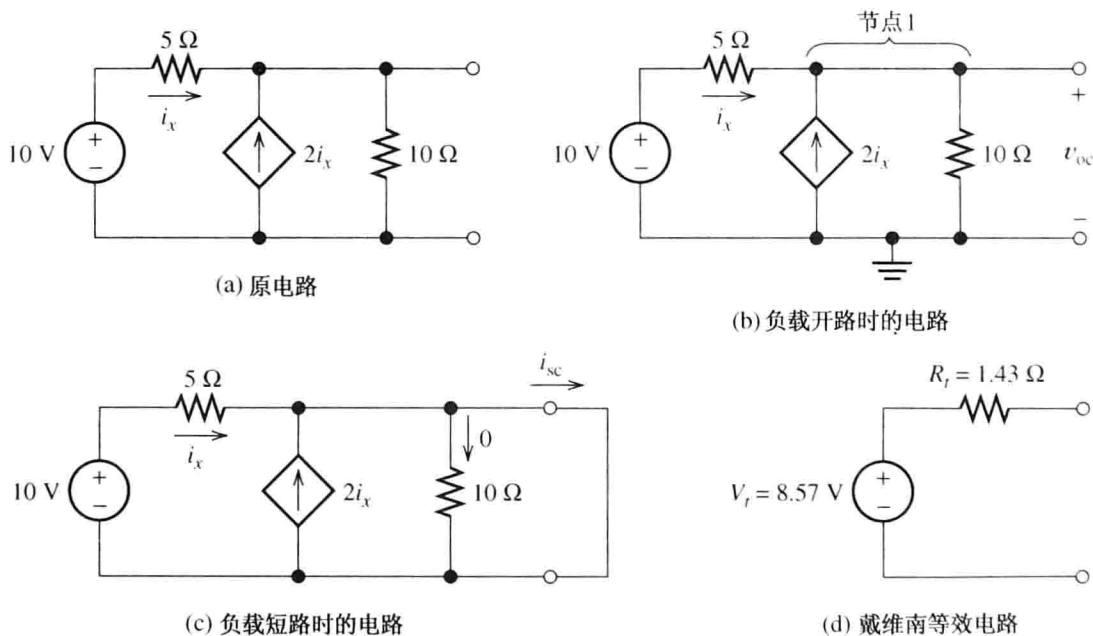 5 Ω
i_x
10 V
2i_x
10 Ω
(a) 原电路
节点1
5 Ω
i_x
10 V
2i_x
10 Ω
+
v_oc
−
(b) 负载开路时的电路
5 Ω
i_x
10 V
2i_x
i_sc
0
10 Ω
(c) 负载短路时的电路
R_t = 1.43 Ω
V_t = 8.57 V
(d) 戴维南等效电路